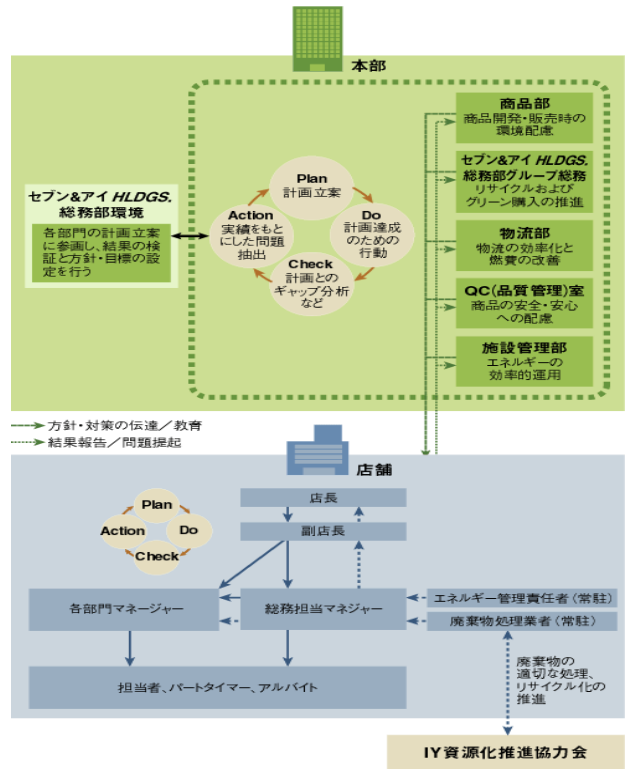 本部
商品部
商品開発・販売時の
環境配慮
セブン&アイ HLDGS.
総務部グループ総務
リサイクルおよび
グリーン購入の推進
物流部
物流の効率化と
燃費の改善
QC(品質管理)室
商品の安全・安心
への配慮
施設管理部
エネルギーの
効率的運用
セブン&アイ HLDGS.
総務部環境
各部門の計画立案
に参画し、結果の検
証と方針・目標の設
定を行う
Plan
計画立案
Do
計画達成
のための
行動
Check
計画との
ギャップ分析
など
Action
実績をもと
にした問題
抽出
方針・対策の伝達／教育
結果報告／問題提起
店舗
Plan
Do
Check
Action
店長
副店長
各部門マネージャー
総務担当マネジャー
エネルギー管理責任者（常駐）
廃棄物処理業者（常駐）
担当者、パートタイマー、アルバイト
廃棄物の
適切な処理、
リサイクル化の
推進
IY資源化推進協力会